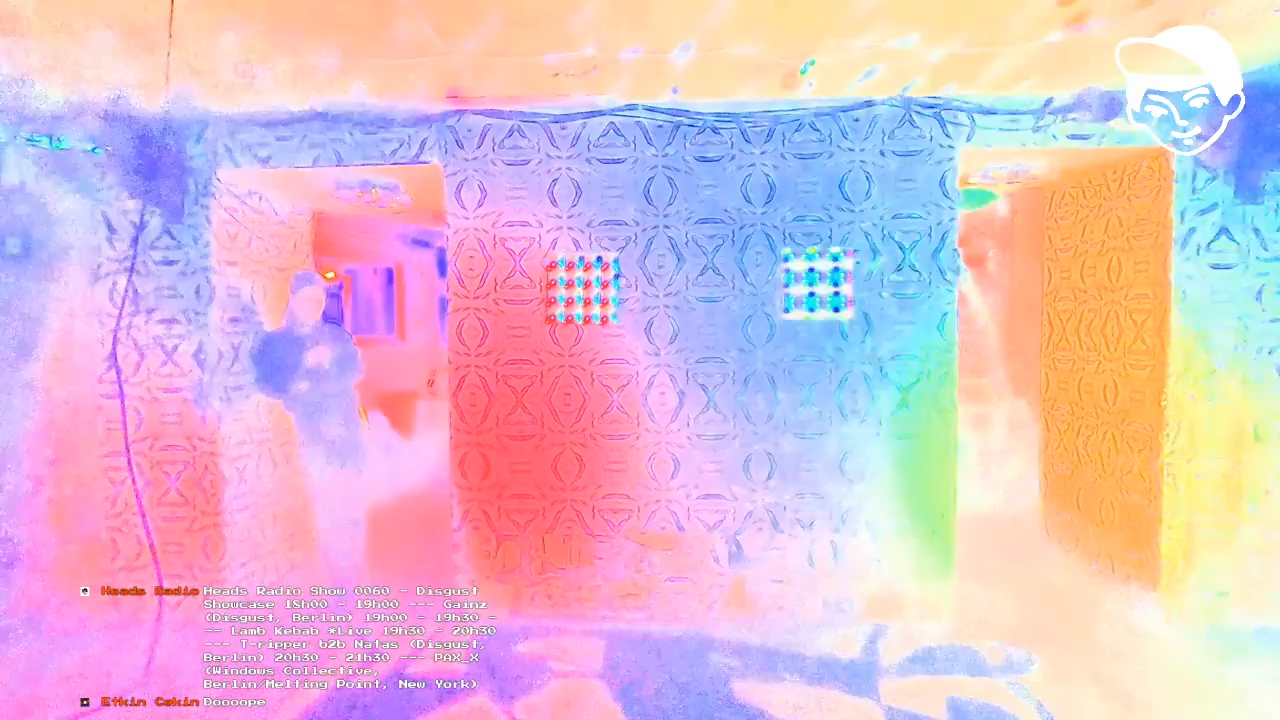 Heads Radio Heads Radio Show 0060 - Disgust
Showcase 18h00 - 19h00 --- Gainz
(Disgust, Berlin) 19h00 - 19h30 -
-- Lamb Kebab *Live 19h30 - 20h30
--- T-ripper b2b Natas (Disgust,
Berlin) 20h30 - 21h30 --- PAX_X
(Windows Collective,
Berlin/Melting Point, New York)
Etkin Cekin Doooope